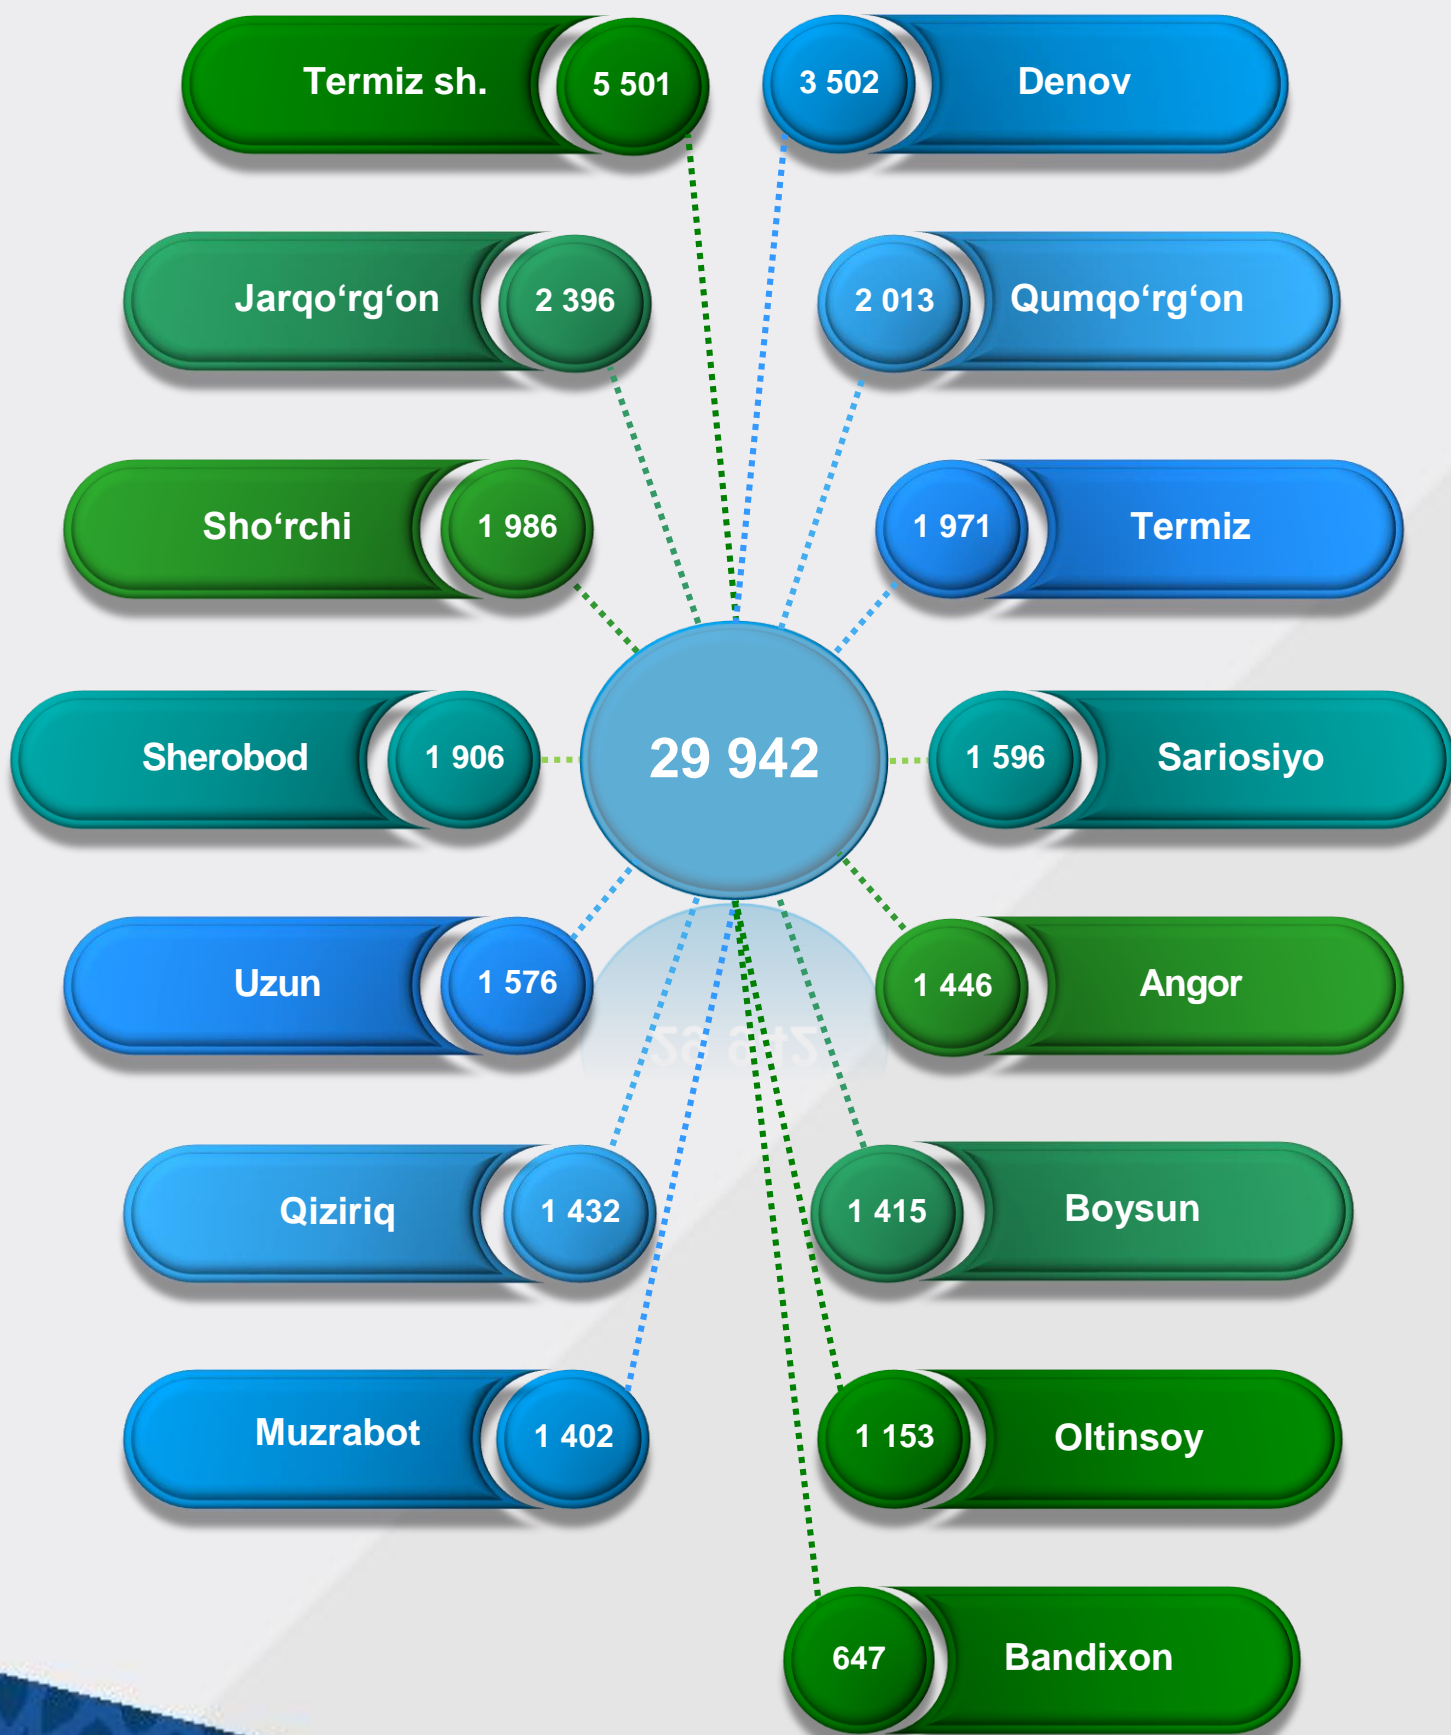 Termiz sh. 5 501
3 502 Denov
Jarqo‘rg‘on 2 396
2 013 Qumqo‘rg‘on
Sho‘rchi 1 986
1 971 Termiz
Sherobod 1 906
29 942
1 596 Sariosiyo
Uzun 1 576
1 446 Angor
Qiziriq 1 432
1 415 Boysun
Muzrabot 1 402
1 153 Oltinsoy
647 Bandixon